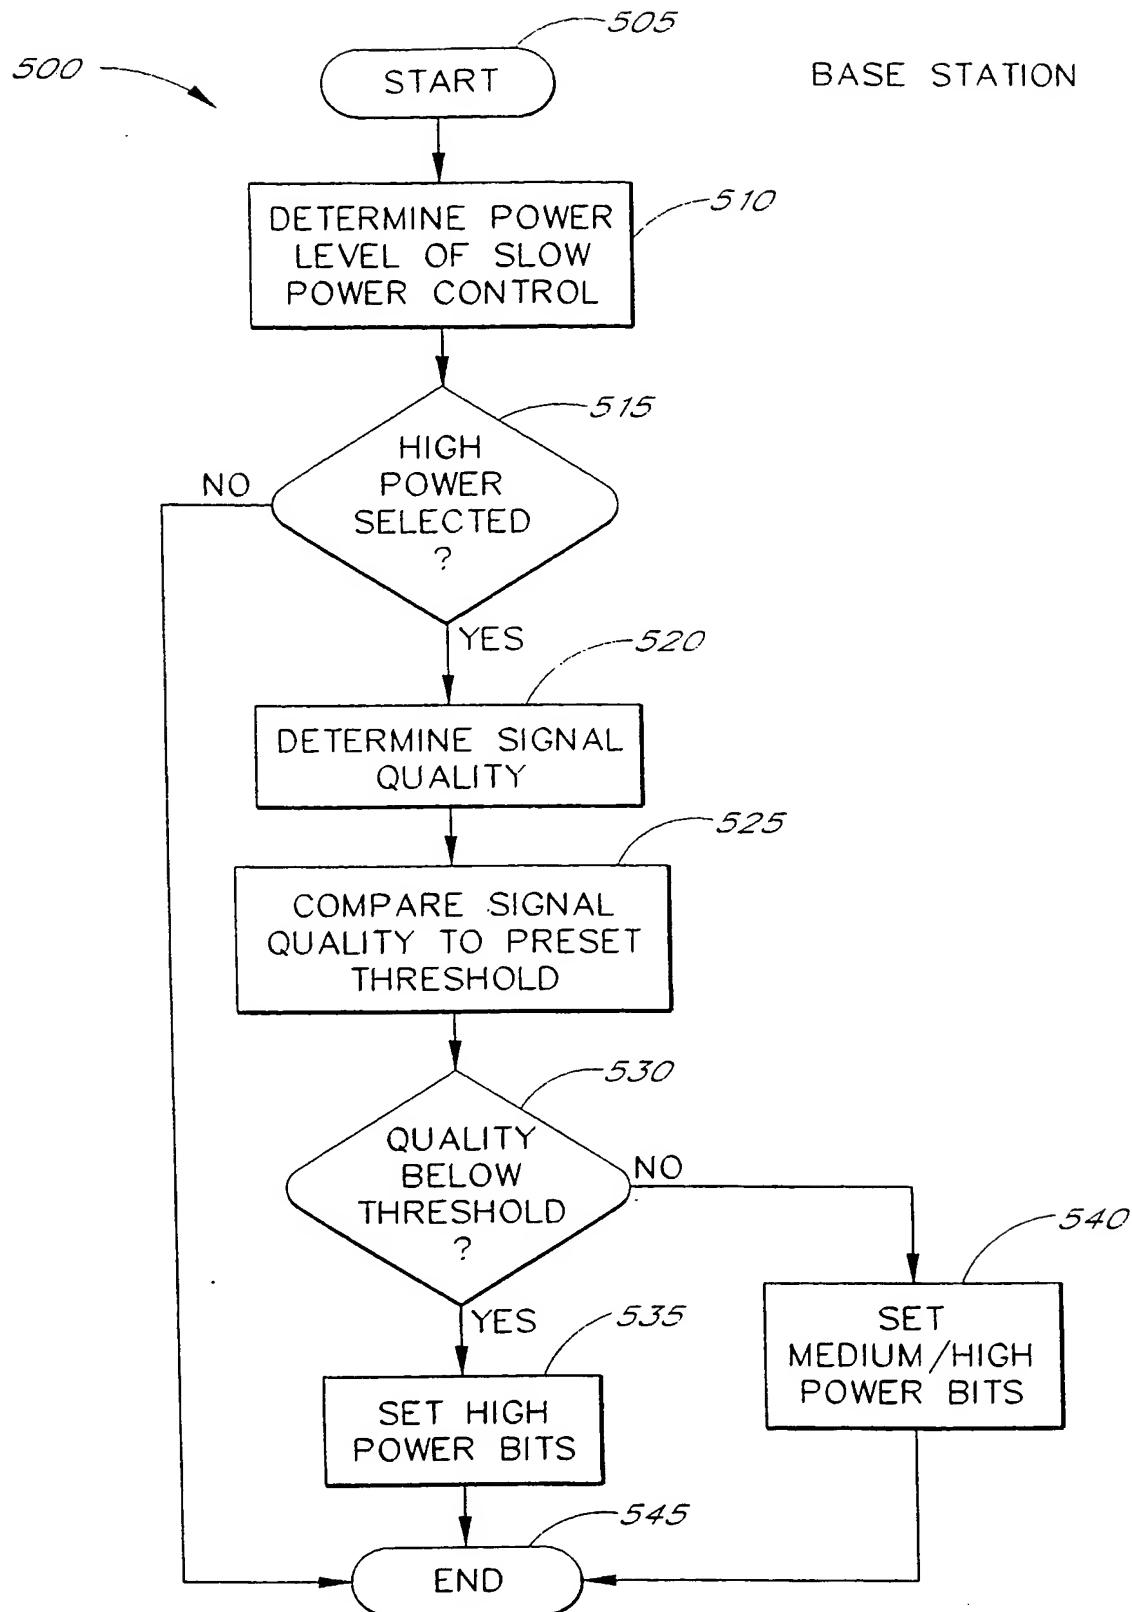 505
500
START
BASE STATION
510
DETERMINE POWER
LEVEL OF SLOW
POWER CONTROL
515
HIGH
POWER
SELECTED
?
NO
YES
520
DETERMINE SIGNAL
QUALITY
525
COMPARE SIGNAL
QUALITY TO PRESET
THRESHOLD
530
QUALITY
BELOW
THRESHOLD
?
NO
540
YES
535
SET
MEDIUM/HIGH
POWER BITS
SET HIGH
POWER BITS
545
END